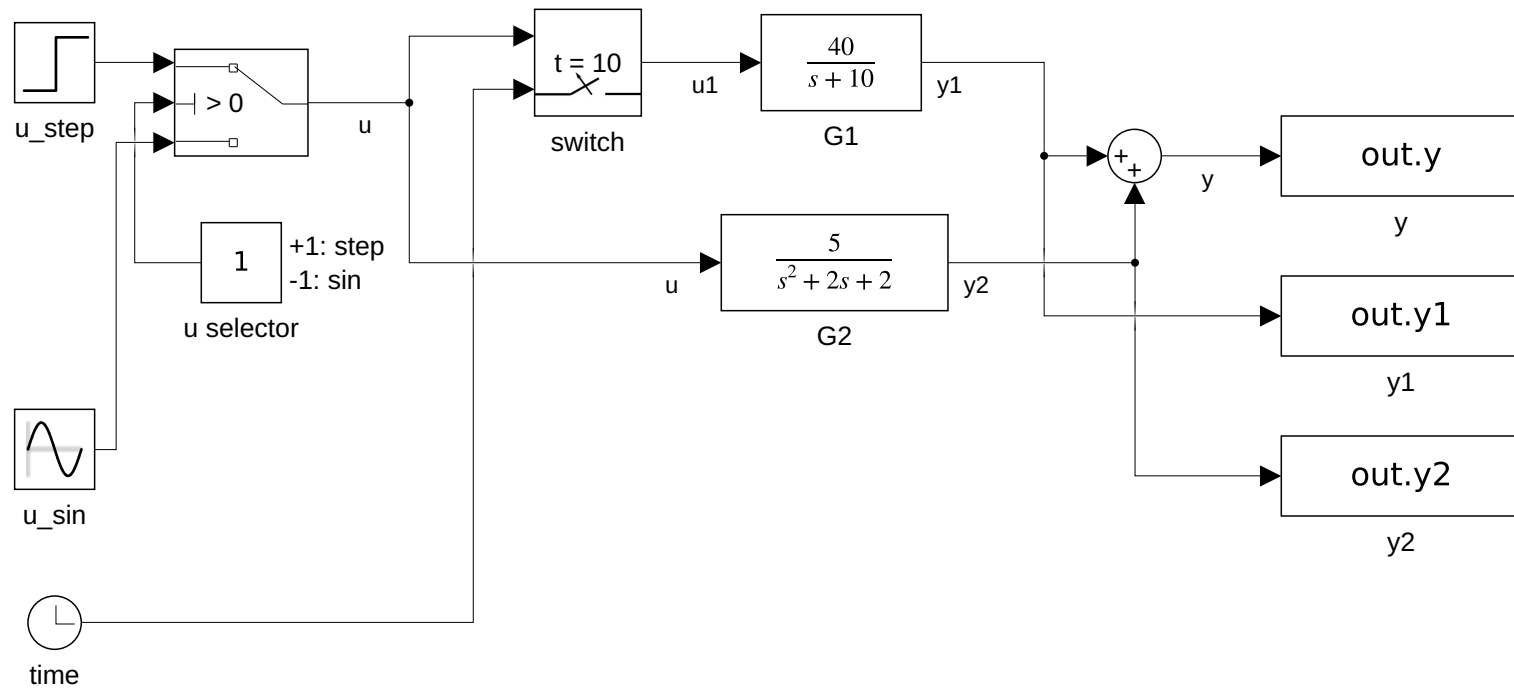 u_step
> 0
u
1
+1: step
-1: sin
u selector
u_sin
time
t = 10
switch
u1
40
s + 10
G1
y1
u
5
s² + 2s + 2
G2
y2
+
+
y
out.y
y
out.y1
y1
out.y2
y2